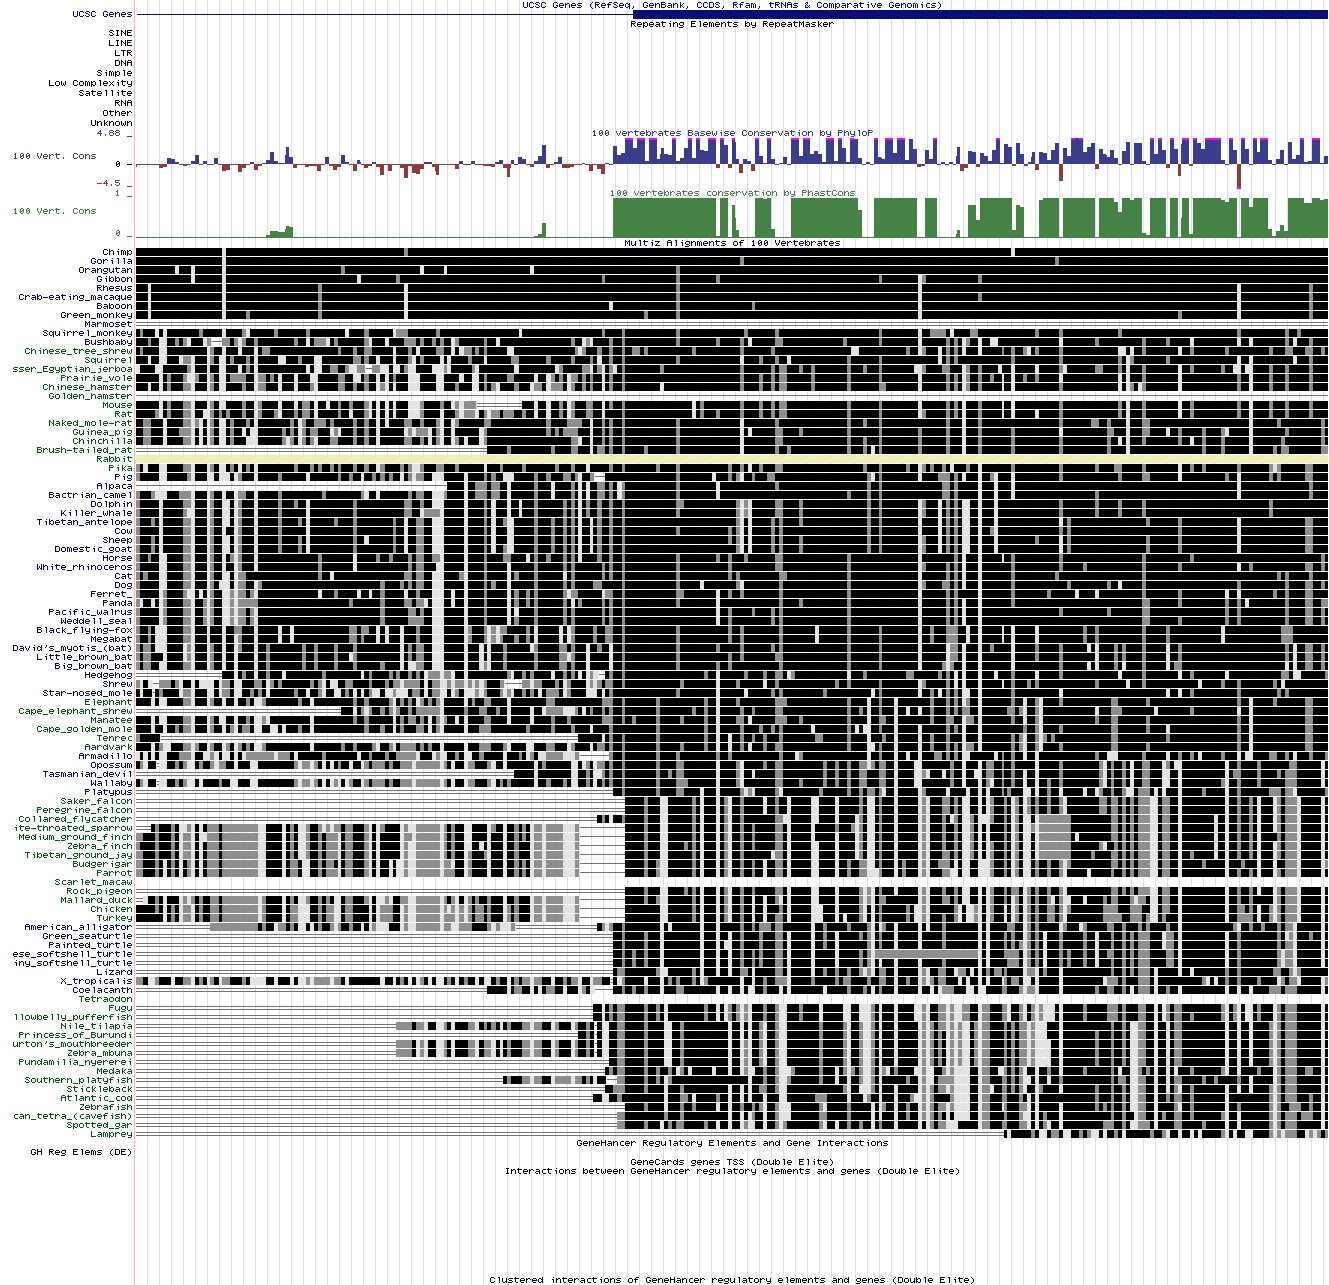 UCSC Genes (RefSeq, GenBank, CCDS, Rfam, tRNAs & Comparative Genomics)
UCSC Genes
Repeating Elements by RepeatMasker
SINE
LINE
LTR
DNA
Simple
Low Complexity
Satellite
RNA
Other
Unknown
4.88 _
100 vertebrates Basewise Conservation by PhyloP
100 Vert. Cons
0 _
-4.5 _
100 vertebrates conservation by PhastCons
1 _
100 Vert. Cons
0 _
Multiz Alignments of 100 Vertebrates
Chimp
Gorilla
Orangutan
Gibbon
Rhesus
Crab-eating_macaque
Baboon
Green_monkey
Marmoset
Squirrel_monkey
Bushbaby
Chinese_tree_shrew
Squirrel
sser_Egyptian_jerboa
Prairie_vole
Chinese_hamster
Golden_hamster
Mouse
Rat
Naked_mole-rat
Guinea_pig
Chinchilla
Brush-tailed_rat
Rabbit
Pika
Pig
Alpaca
Bactrian_camel
Dolphin
Killer_whale
Tibetan_antelope
Cow
Sheep
Domestic_goat
Horse
White_rhinoceros
Cat
Dog
Ferret_
Panda
Pacific_walrus
Weddell_seal
Black_flying-fox
Megabat
David's_myotis_(bat)
Little_brown_bat
Big_brown_bat
Hedgehog
Shrew
Star-nosed_mole
Elephant
Cape_elephant_shrew
Manatee
Cape_golden_mole
Tenrec
Aardvark
Armadillo
Opossum
Tasmanian_devil
Wallaby
Platypus
Saker_falcon
Peregrine_falcon
Collared_flycatcher
ite-throated_sparrow
Medium_ground_finch
Zebra_finch
Tibetan_ground_jay
Budgerigar
Parrot
Scarlet_macaw
Rock_pigeon
Mallard_duck
Chicken
Turkey
American_alligator
Green_seaturtle
Painted_turtle
ese_softshell_turtle
iny_softshell_turtle
Lizard
X_tropicalis
Coelacanth
Tetraodon
Fugu
llowbelly_pufferfish
Nile_tilapia
Princess_of_Burundi
urton's_mouthbreeder
Zebra_mbuna
Pundamilia_nyererei
Medaka
Southern_platyfish
Stickleback
Atlantic_cod
Zebrafish
can_tetra_(cavefish)
Spotted_gar
Lamprey
GeneHancer Regulatory Elements and Gene Interactions
GH Reg Elems (DE)
GeneCards genes TSS (Double Elite)
Interactions between GeneHancer regulatory elements and genes (Double Elite)
Clustered interactions of GeneHancer regulatory elements and genes (Double Elite)